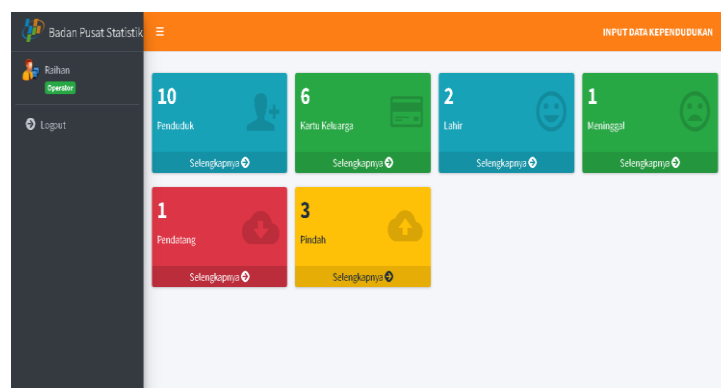 Badan Pusat Statistik
INPUT DATA KEPENDUDUKAN
Raihan
Operator
Logout
10
Penduduk
Selengkapnya
6
Kartu Keluarga
Selengkapnya
2
Lahir
Selengkapnya
1
Meninggal
Selengkapnya
1
Pendatang
Selengkapnya
3
Pindah
Selengkapnya